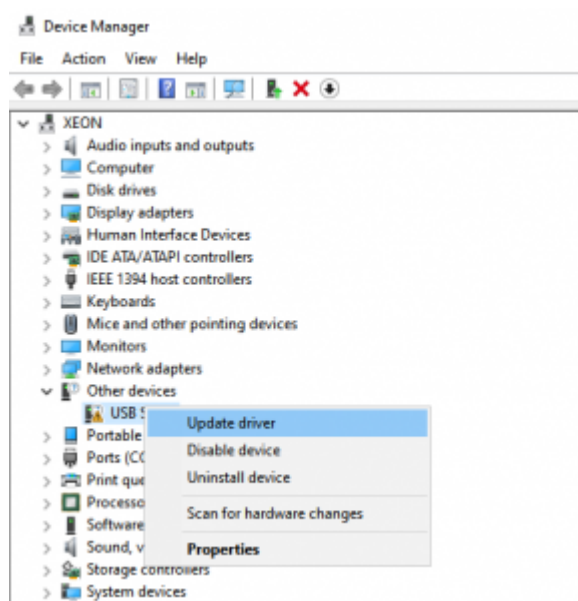 Device Manager
File Action View Help
XEON
Audio inputs and outputs
Computer
Disk drives
Display adapters
Human Interface Devices
IDE ATA/ATAPI controllers
IEEE 1394 host controllers
Keyboards
Mice and other pointing devices
Monitors
Network adapters
Other devices
USB
Update driver
Portable
Disable device
Ports
Print
Uninstall device
Scan for hardware changes
Software
Sound,
Properties
Storage controllers
System devices